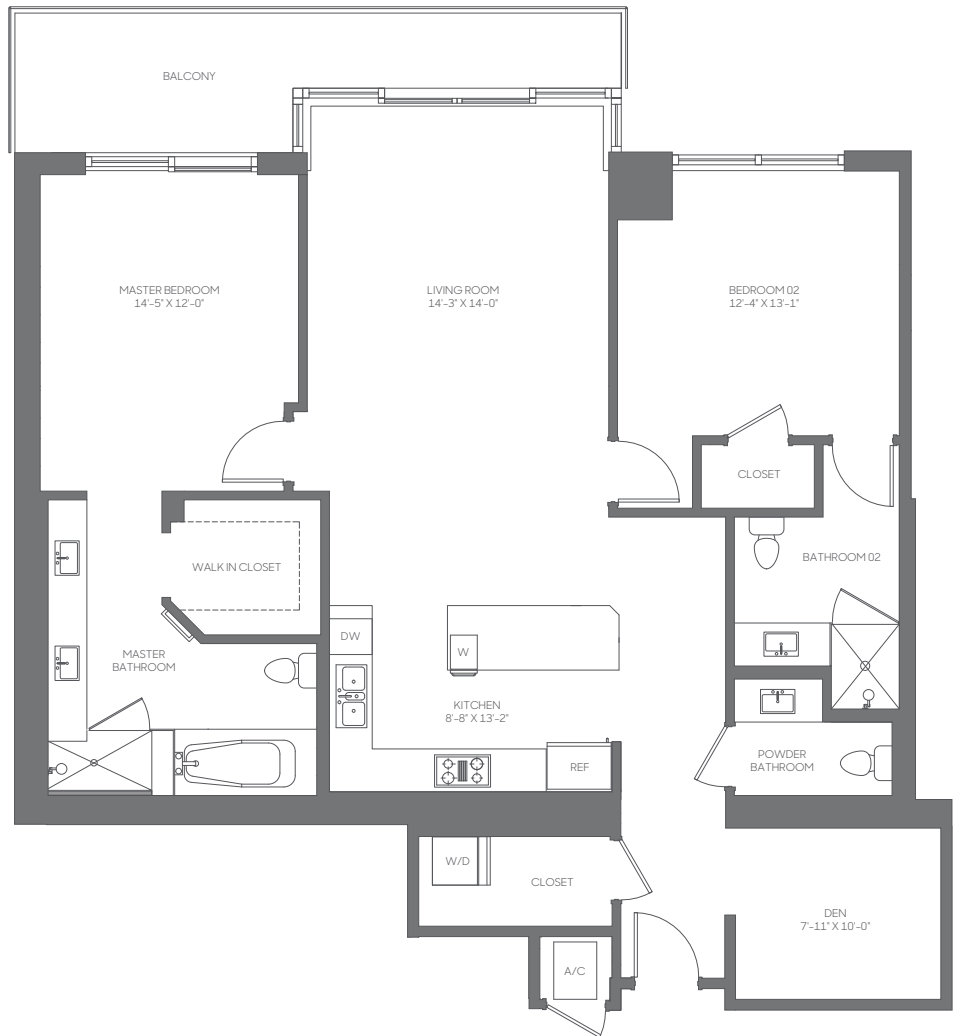 BALCONY
MASTER BEDROOM
14'-5" X 12'-0"
LIVING ROOM
14'-3" X 14'-0"
BEDROOM 02
12'-4" X 13'-1"
CLOSET
WALK IN CLOSET
BATHROOM 02
DW
W
MASTER
BATHROOM
KITCHEN
8'-8" X 13'-2"
REF
POWDER
BATHROOM
W/D
CLOSET
DEN
7'-11" X 10'-0"
A/C